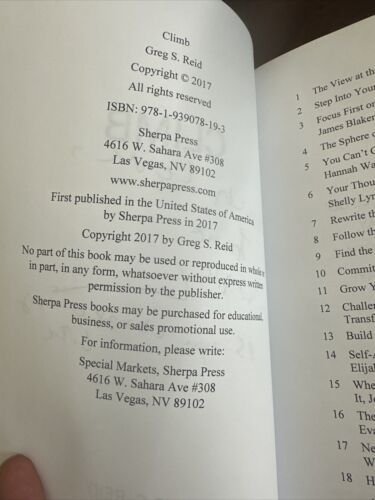 Climb
Greg S. Reid
Copyright © 2017
All rights reserved
ISBN: 978-1-939078-19-3
Sherpa Press
4616 W. Sahara Ave #308
Las Vegas, NV 89102
www.sherpapress.com
First published in the United States of America
by Sherpa Press in 2017
Copyright 2017 by Greg S. Reid
No part of this book may be used or reproduced in whole or
in part, in any form, whatsoever without express written
permission by the publisher.
Sherpa Press books may be purchased for educational,
business, or sales promotional use.
For information, please write:
Special Markets, Sherpa Press
4616 W. Sahara Ave #308
Las Vegas, NV 89102
1 The View at th
2 Step Into Your
3 Focus First on
James Blaker
4 The Sphere o
5 You Can't G
Hannah Wa
6 Your Thou
Shelly Lyn
7 Rewrite th
8 Follow th
9 Find the
10 Commit
11 Grow Y
12 Challen
Transf
13 Build
14 Self-A
Elijah
15 Whe
It, Je
16 The
Eva
17 Ne
W
18 H